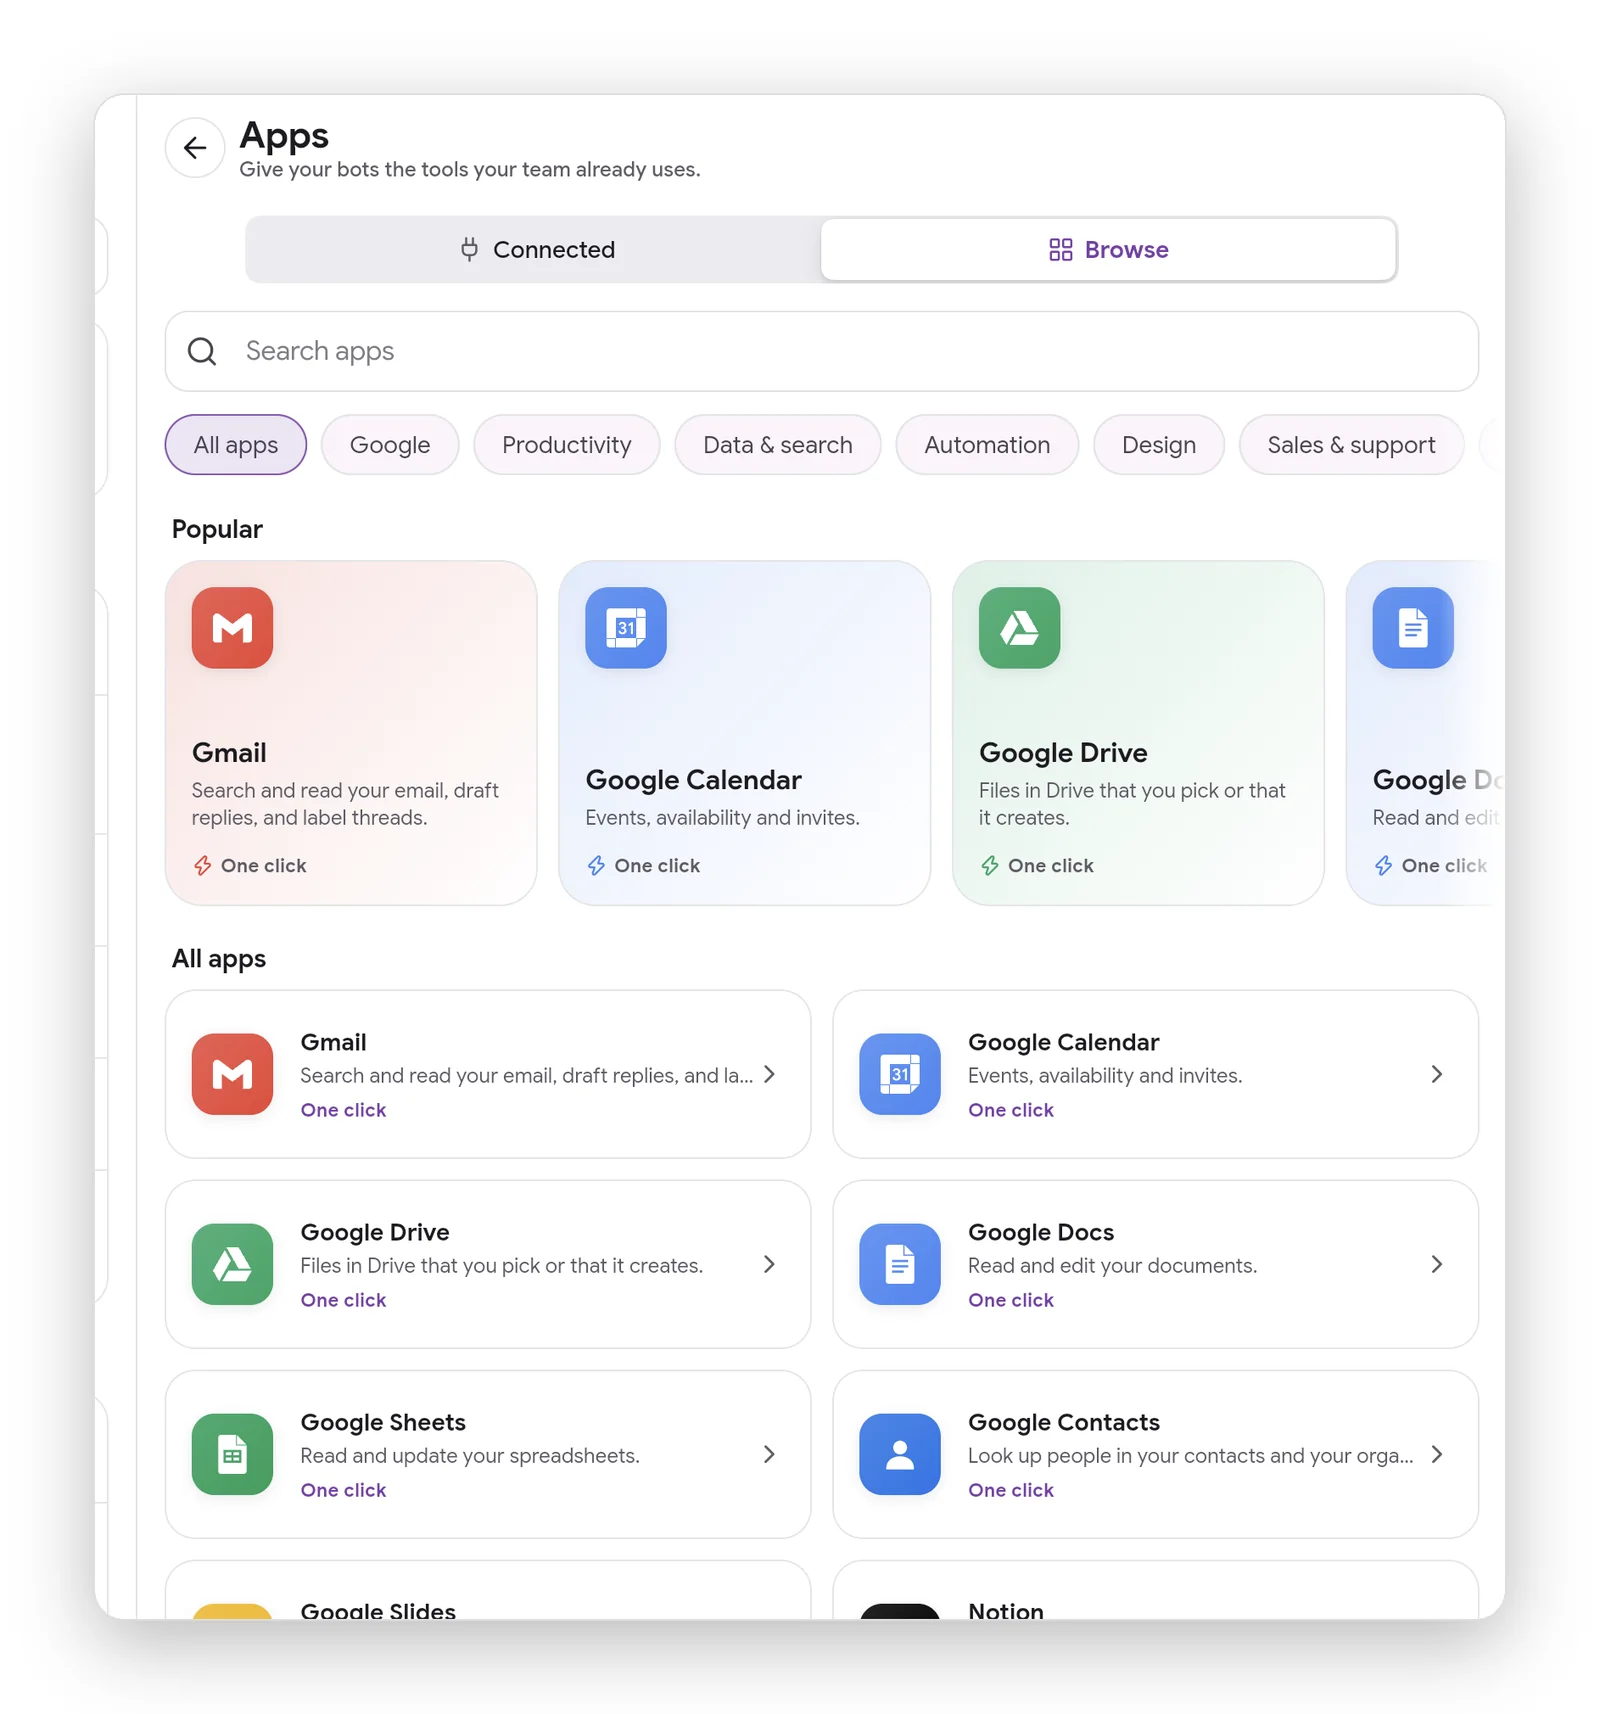 Apps
Give your bots the tools your team already uses.
Connected
Browse
Search apps
All apps
Google
Productivity
Data & search
Automation
Design
Sales & support
Popular
31
Gmail
Search and read your email, draft
replies, and label threads.
One click
Google Calendar
Events, availability and invites.
One click
Google Drive
Files in Drive that you pick or that
it creates.
One click
Google Do
Read and edit
One click
All apps
Gmail
Search and read your email, draft replies, and la...
One click
31
Google Calendar
Events, availability and invites.
One click
Google Drive
Files in Drive that you pick or that it creates.
One click
Google Docs
Read and edit your documents.
One click
Google Sheets
Read and update your spreadsheets.
One click
Google Contacts
Look up people in your contacts and your orga...
One click
Google Slides
Notion